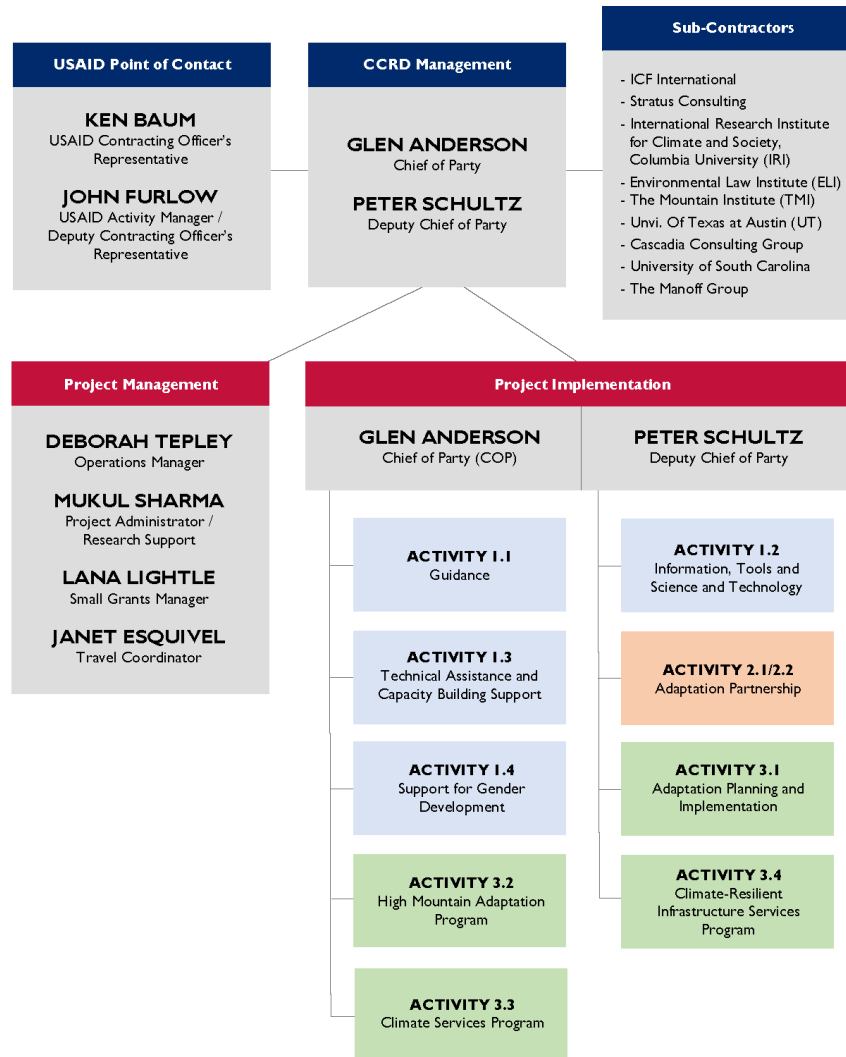 USAID Point of Contact
KEN BAUM
USAID Contracting Officer's
Representative
JOHN FURLOW
USAID Activity Manager /
Deputy Contracting Officer's
Representative
CCRD Management
GLEN ANDERSON
Chief of Party
PETER SCHULTZ
Deputy Chief of Party
Sub-Contractors
- ICF International
- Stratus Consulting
- International Research Institute
for Climate and Society,
Columbia University (IRI)
- Environmental Law Institute (ELI)
- The Mountain Institute (TMI)
- Unvi. Of Texas at Austin (UT)
- Cascadia Consulting Group
- University of South Carolina
- The Manoff Group
Project Management
DEBORAH TEPLEY
Operations Manager
MUKUL SHARMA
Project Administrator /
Research Support
LANA LIGHTLE
Small Grants Manager
JANET ESQUIVEL
Travel Coordinator
Project Implementation
GLEN ANDERSON
Chief of Party (COP)
PETER SCHULTZ
Deputy Chief of Party
ACTIVITY 1.1
Guidance
ACTIVITY 1.3
Technical Assistance and
Capacity Building Support
ACTIVITY 1.4
Support for Gender
Development
ACTIVITY 3.2
High Mountain Adaptation
Program
ACTIVITY 3.3
Climate Services Program
ACTIVITY 1.2
Information, Tools and
Science and Technology
ACTIVITY 2.1/2.2
Adaptation Partnership
ACTIVITY 3.1
Adaptation Planning and
Implementation
ACTIVITY 3.4
Climate-Resilient
Infrastructure Services
Program